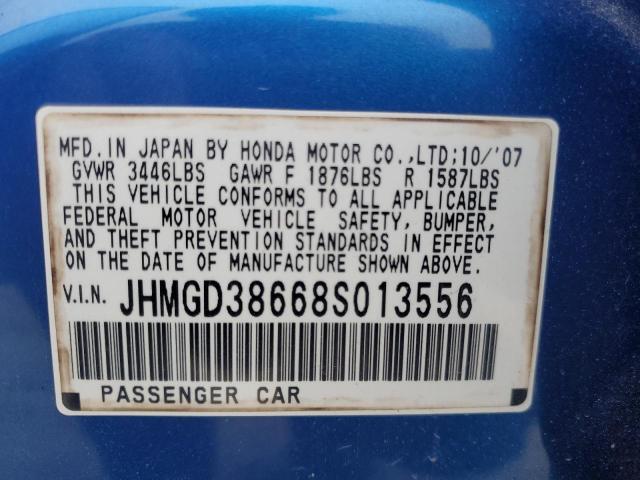 MFD. IN JAPAN BY HONDA MOTOR CO.,LTD;10/'07
GVWR 3446LBS GAWR F 1876LBS R 1587LBS
THIS VEHICLE CONFORMS TO ALL APPLICABLE
FEDERAL MOTOR VEHICLE SAFETY, BUMPER,
AND THEFT PREVENTION STANDARDS IN EFFECT
ON THE DATE OF MANUFACTURE SHOWN ABOVE.
V.I.N. JHMGD38668S013556
PASSENGER CAR